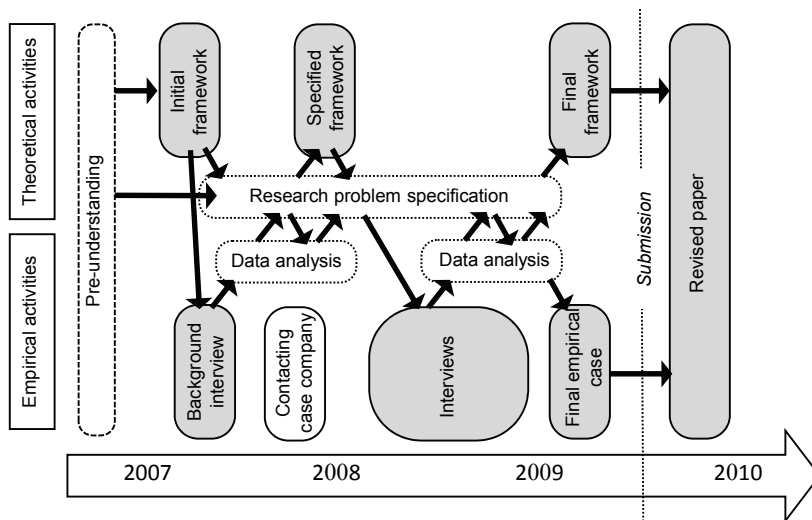 Theoretical activities
Empirical activities
Pre-understanding
Initial
framework
Specified
framework
Final
framework
Research problem specification
Data analysis
Data analysis
Background
interview
Contacting
case company
Interviews
Final empirical
case
Submission
Revised paper
2007
2008
2009
2010